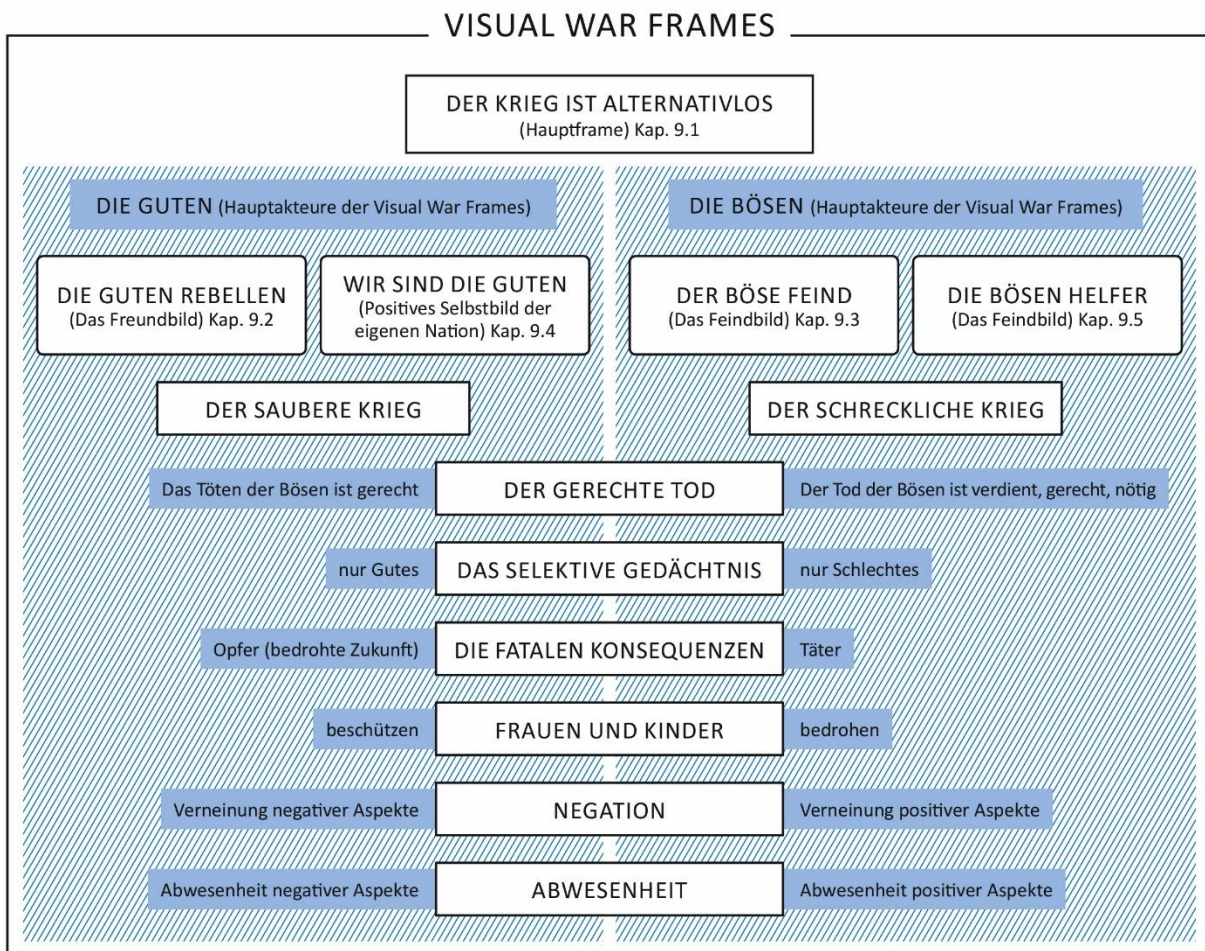 VISUAL WAR FRAMES
DER KRIEG IST ALTERNATIVLOS
(Hauptframe) Kap. 9.1
DIE GUTEN (Hauptakteure der Visual War Frames)
DIE BÖSEN (Hauptakteure der Visual War Frames)
DIE GUTEN REBELLEN
(Das Freundbild) Kap. 9.2
WIR SIND DIE GUTEN
(Positives Selbstbild der
eigenen Nation) Kap. 9.4
DER BÖSE FEIND
(Das Feindbild) Kap. 9.3
DIE BÖSEN HELFER
(Das Feindbild) Kap. 9.5
DER SAUBERE KRIEG
DER SCHRECKLICHE KRIEG
Das Töten der Bösen ist gerecht
DER GERECHTE TOD
Der Tod der Bösen ist verdient, gerecht, nötig
nur Gutes
DAS SELEKTIVE GEDÄCHTNIS
nur Schlechtes
Opfer (bedrohte Zukunft)
DIE FATALEN KONSEQUENZEN
Täter
beschützen
FRAUEN UND KINDER
bedrohen
Verneinung negativer Aspekte
NEGATION
Verneinung positiver Aspekte
Abwesenheit negativer Aspekte
ABWESENHEIT
Abwesenheit positiver Aspekte